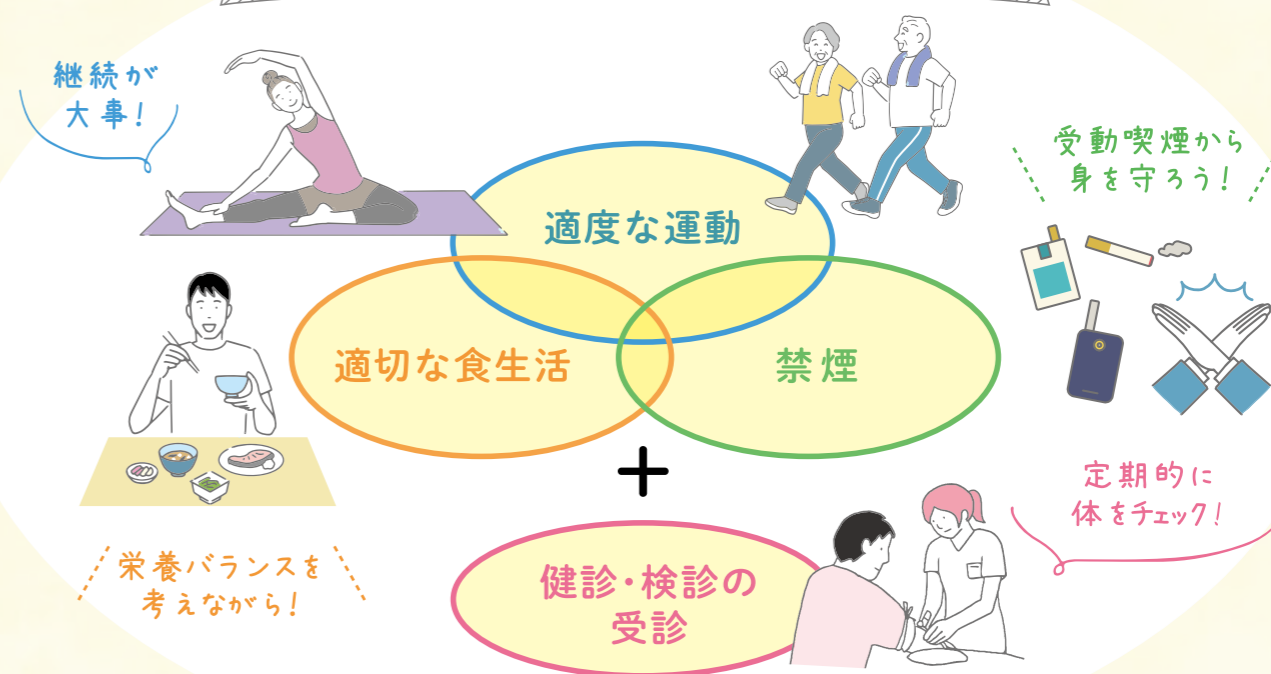 継続が
大事！
受動喫煙から
身を守ろう！
適度な運動
適切な食生活
禁煙
+
定期的に
体をチェック！
栄養バランスを
考えながら！
健診・検診の
受診